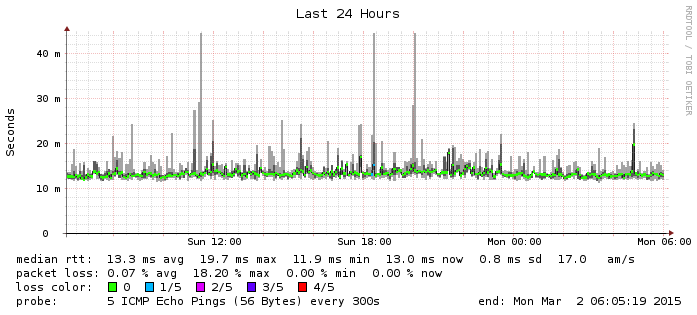 Last 24 Hours
RRDTOOL / TOBI OETIKER
Seconds
40 m
30 m
20 m
10 m
0
Sun 12:00 Sun 18:00 Mon 00:00 Mon 06:00
median rtt: 13.3 ms avg 19.7 ms max 11.9 ms min 13.0 ms now 0.8 ms sd 17.0 am/s
packet loss: 0.07 % avg 18.20 % max 0.00 % min 0.00 % now
loss color: 0 1/5 2/5 3/5 4/5
probe: 5 ICMP Echo Pings (56 Bytes) every 300s end: Mon Mar 2 06:05:19 2015